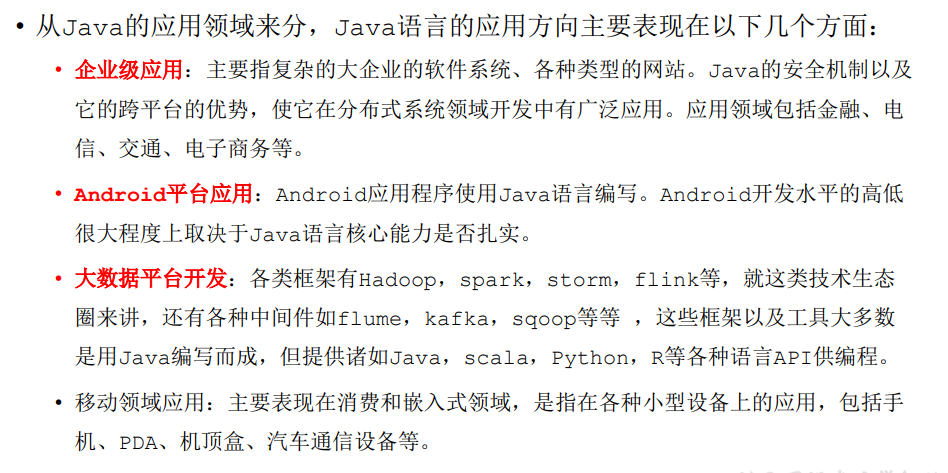 • 从Java的应用领域来分，Java语言的应用方向主要表现在以下几个方面：
• 企业级应用：主要指复杂的大企业的软件系统、各种类型的网站。Java的安全机制以及
它的跨平台的优势，使它在分布式系统领域开发中有广泛应用。应用领域包括金融、电
信、交通、电子商务等。
• Android平台应用：Android应用程序使用Java语言编写。Android开发水平的高低
很大程度上取决于Java语言核心能力是否扎实。
• 大数据平台开发：各类框架有Hadoop，spark，storm，flink等，就这类技术生态
圈来讲，还有各种中间件如flume，kafka，sqoop等等 ，这些框架以及工具大多数
是用Java编写而成，但提供诸如Java，scala，Python，R等各种语言API供编程。
• 移动领域应用：主要表现在消费和嵌入式领域，是指在各种小型设备上的应用，包括手
机、PDA、机顶盒、汽车通信设备等。